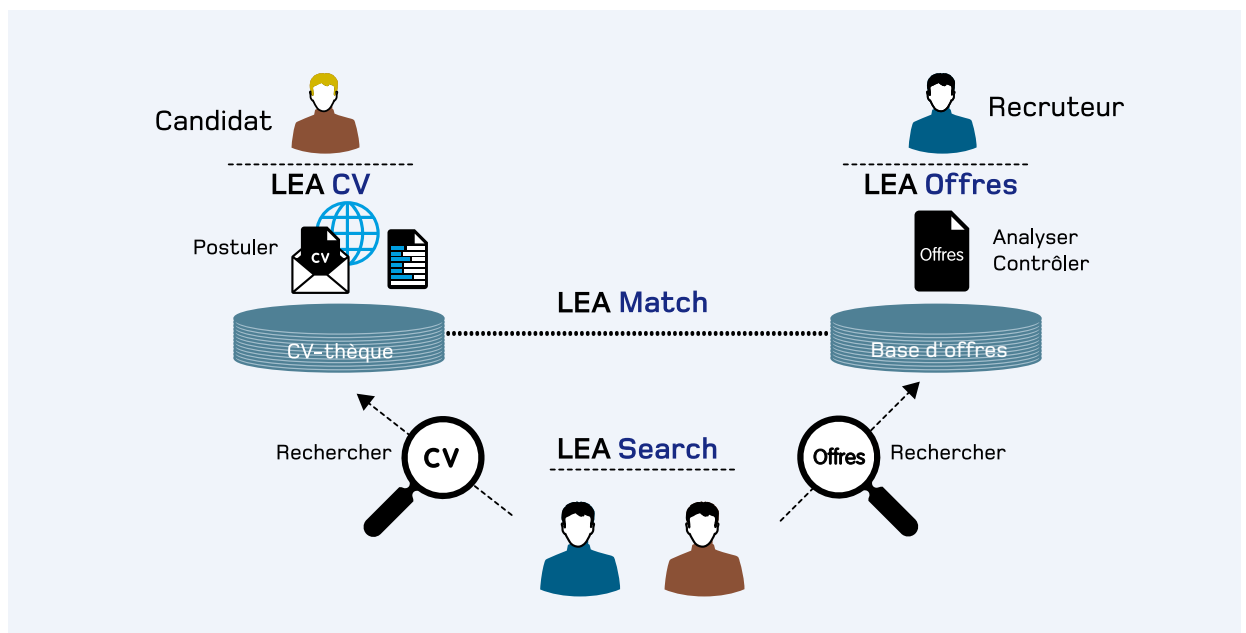 Candidat
Recruteur
LEA CV
LEA Offres
Postuler
CV
Offres
Analyser
Contrôler
LEA Match
CV-thèque
Base d'offres
Rechercher
CV
LEA Search
Offres
Rechercher